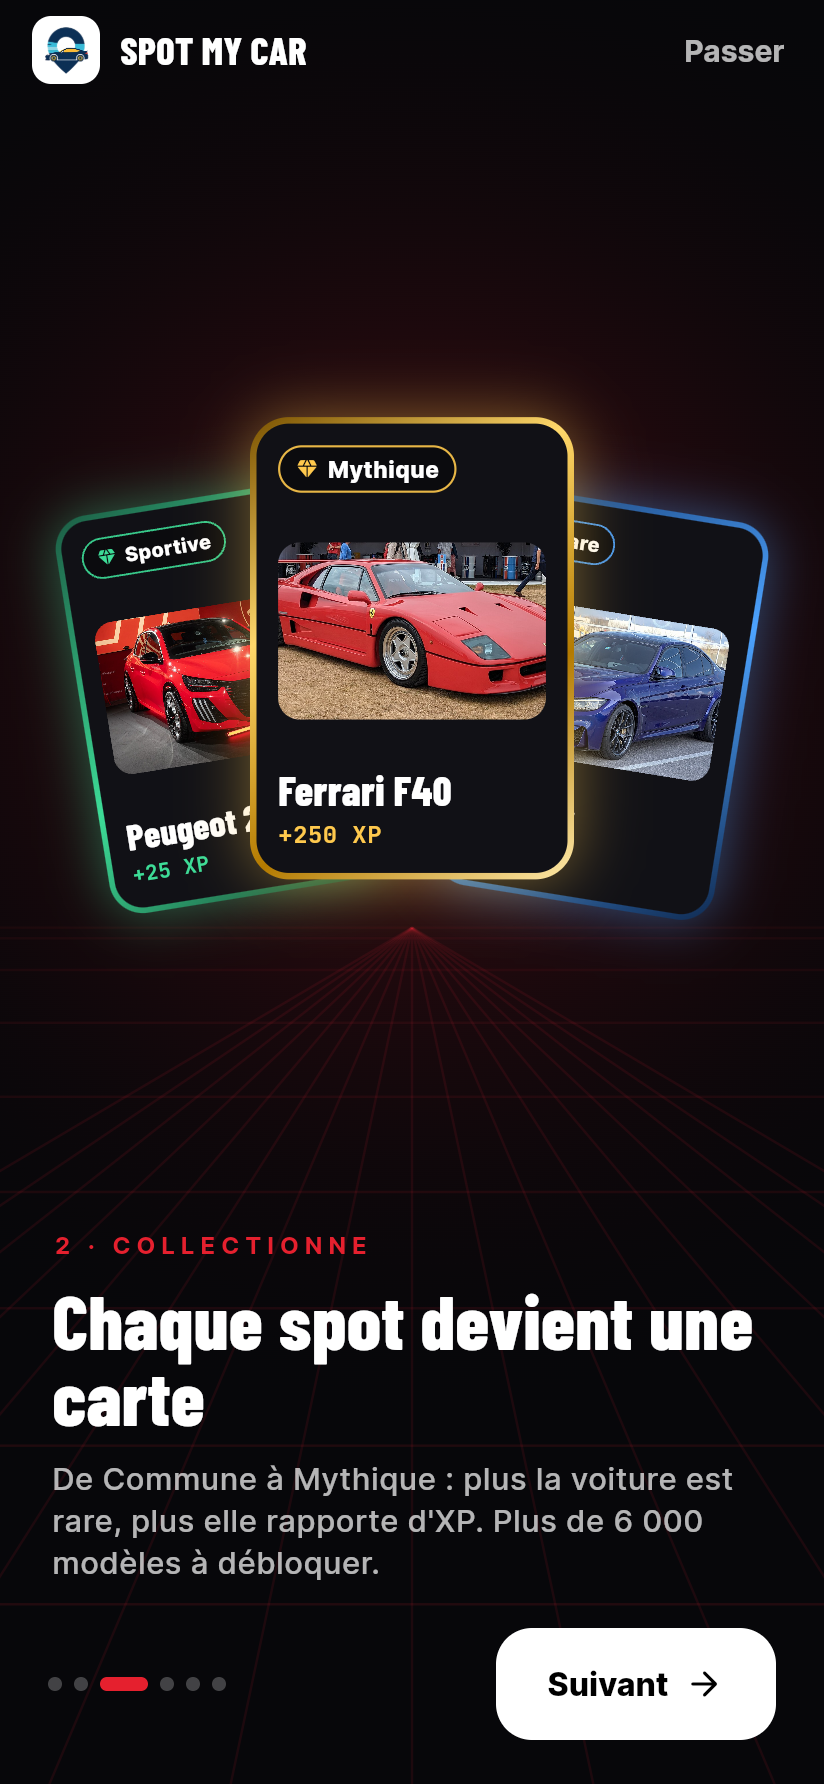 SPOT MY CAR
Passer
Mythique
Sportive
Ferrari F40
+250 XP
Peugeot
+25 XP
2 · COLLECTIONNE
Chaque spot devient une
carte
De Commune à Mythique : plus la voiture est
rare, plus elle rapporte d'XP. Plus de 6 000
modèles à débloquer.
Suivant